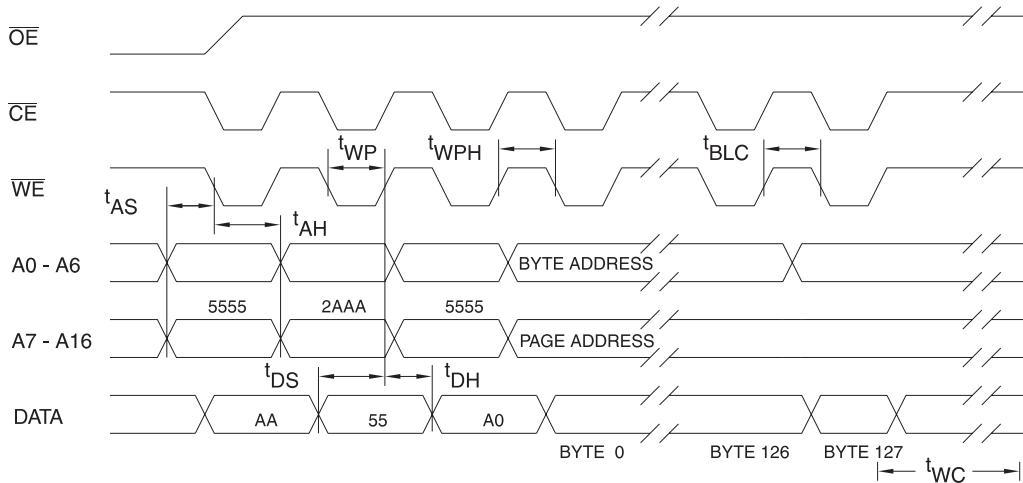 OE
CE
tWP
tWPH
tBLC
WE
tAS
tAH
A0 - A6
BYTE ADDRESS
5555
2AAA
5555
A7 - A16
PAGE ADDRESS
tDS
tDH
DATA
AA
55
A0
BYTE 0
BYTE 126
BYTE 127
tWC